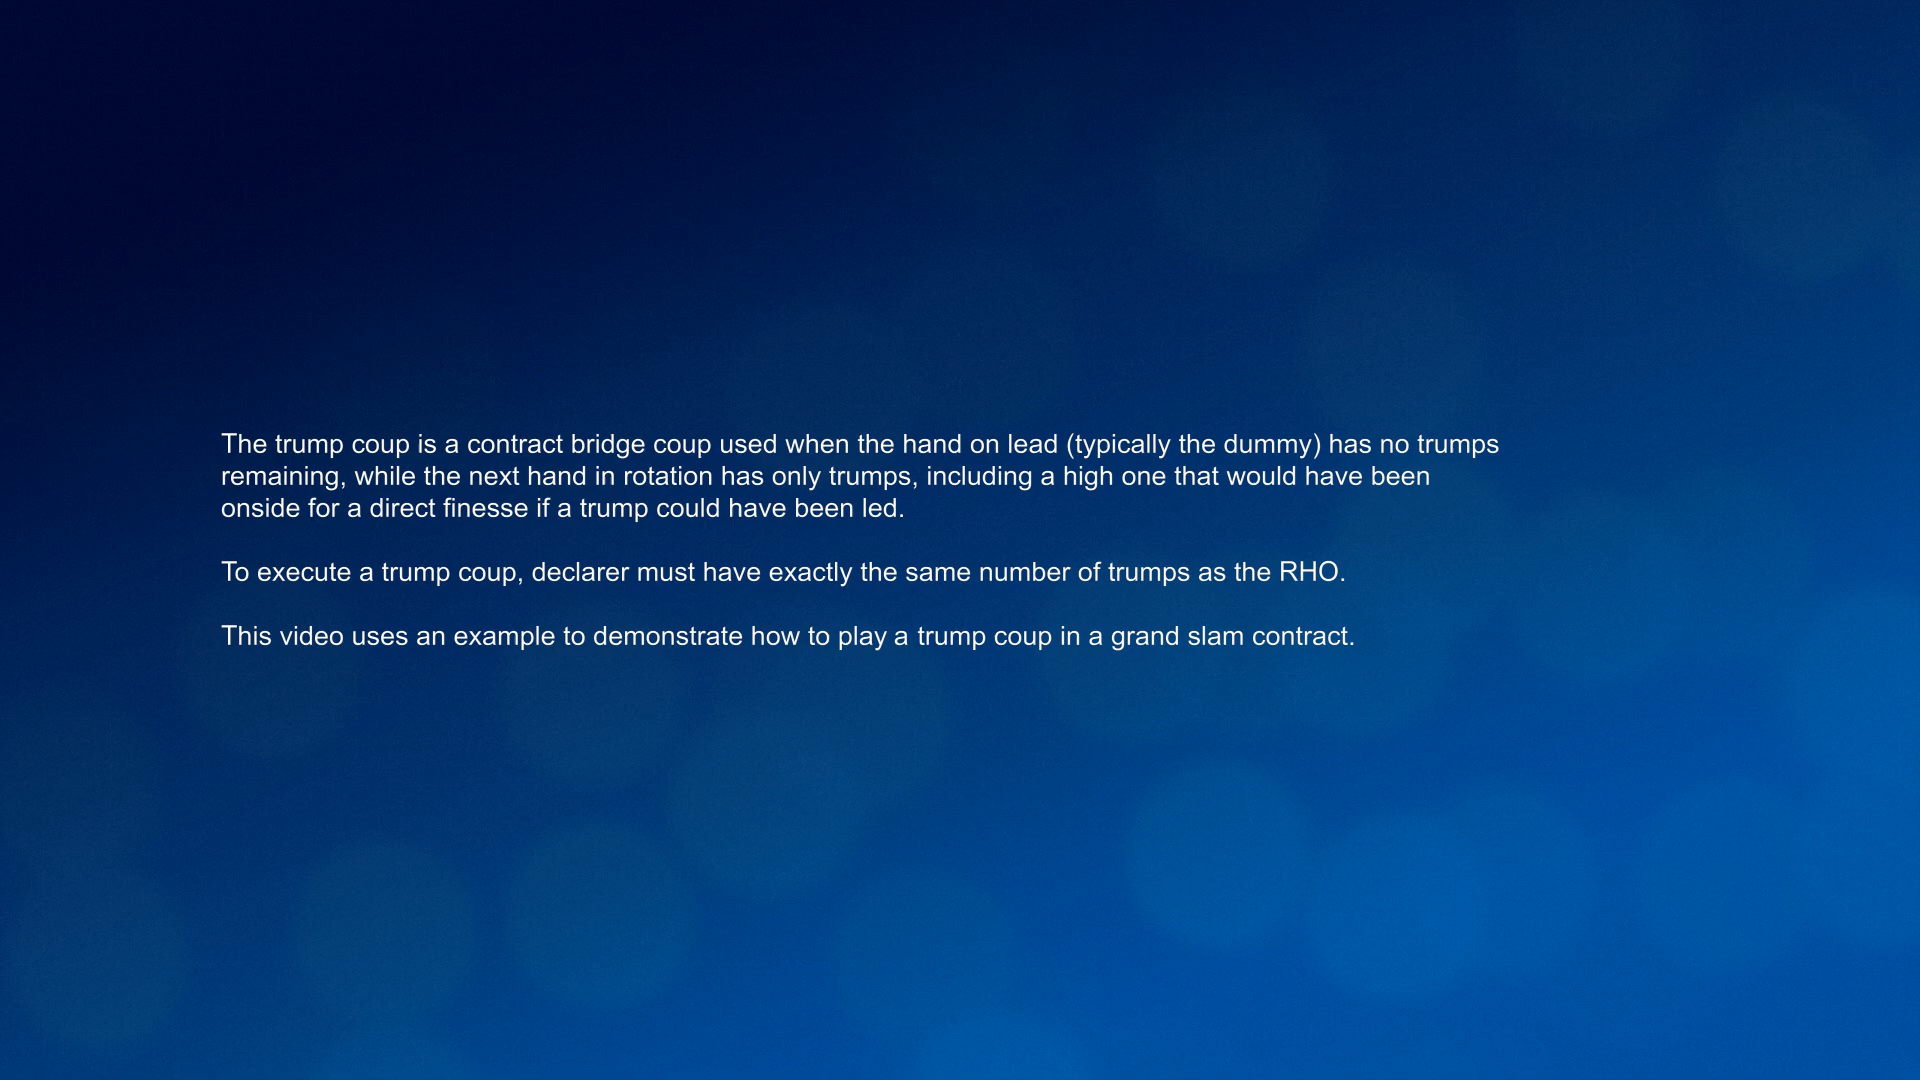 The trump coup is a contract bridge coup used when the hand on lead (typically the dummy) has no trumps
remaining, while the next hand in rotation has only trumps, including a high one that would have been
onside for a direct finesse if a trump could have been led.
To execute a trump coup, declarer must have exactly the same number of trumps as the RHO.
This video uses an example to demonstrate how to play a trump coup in a grand slam contract.